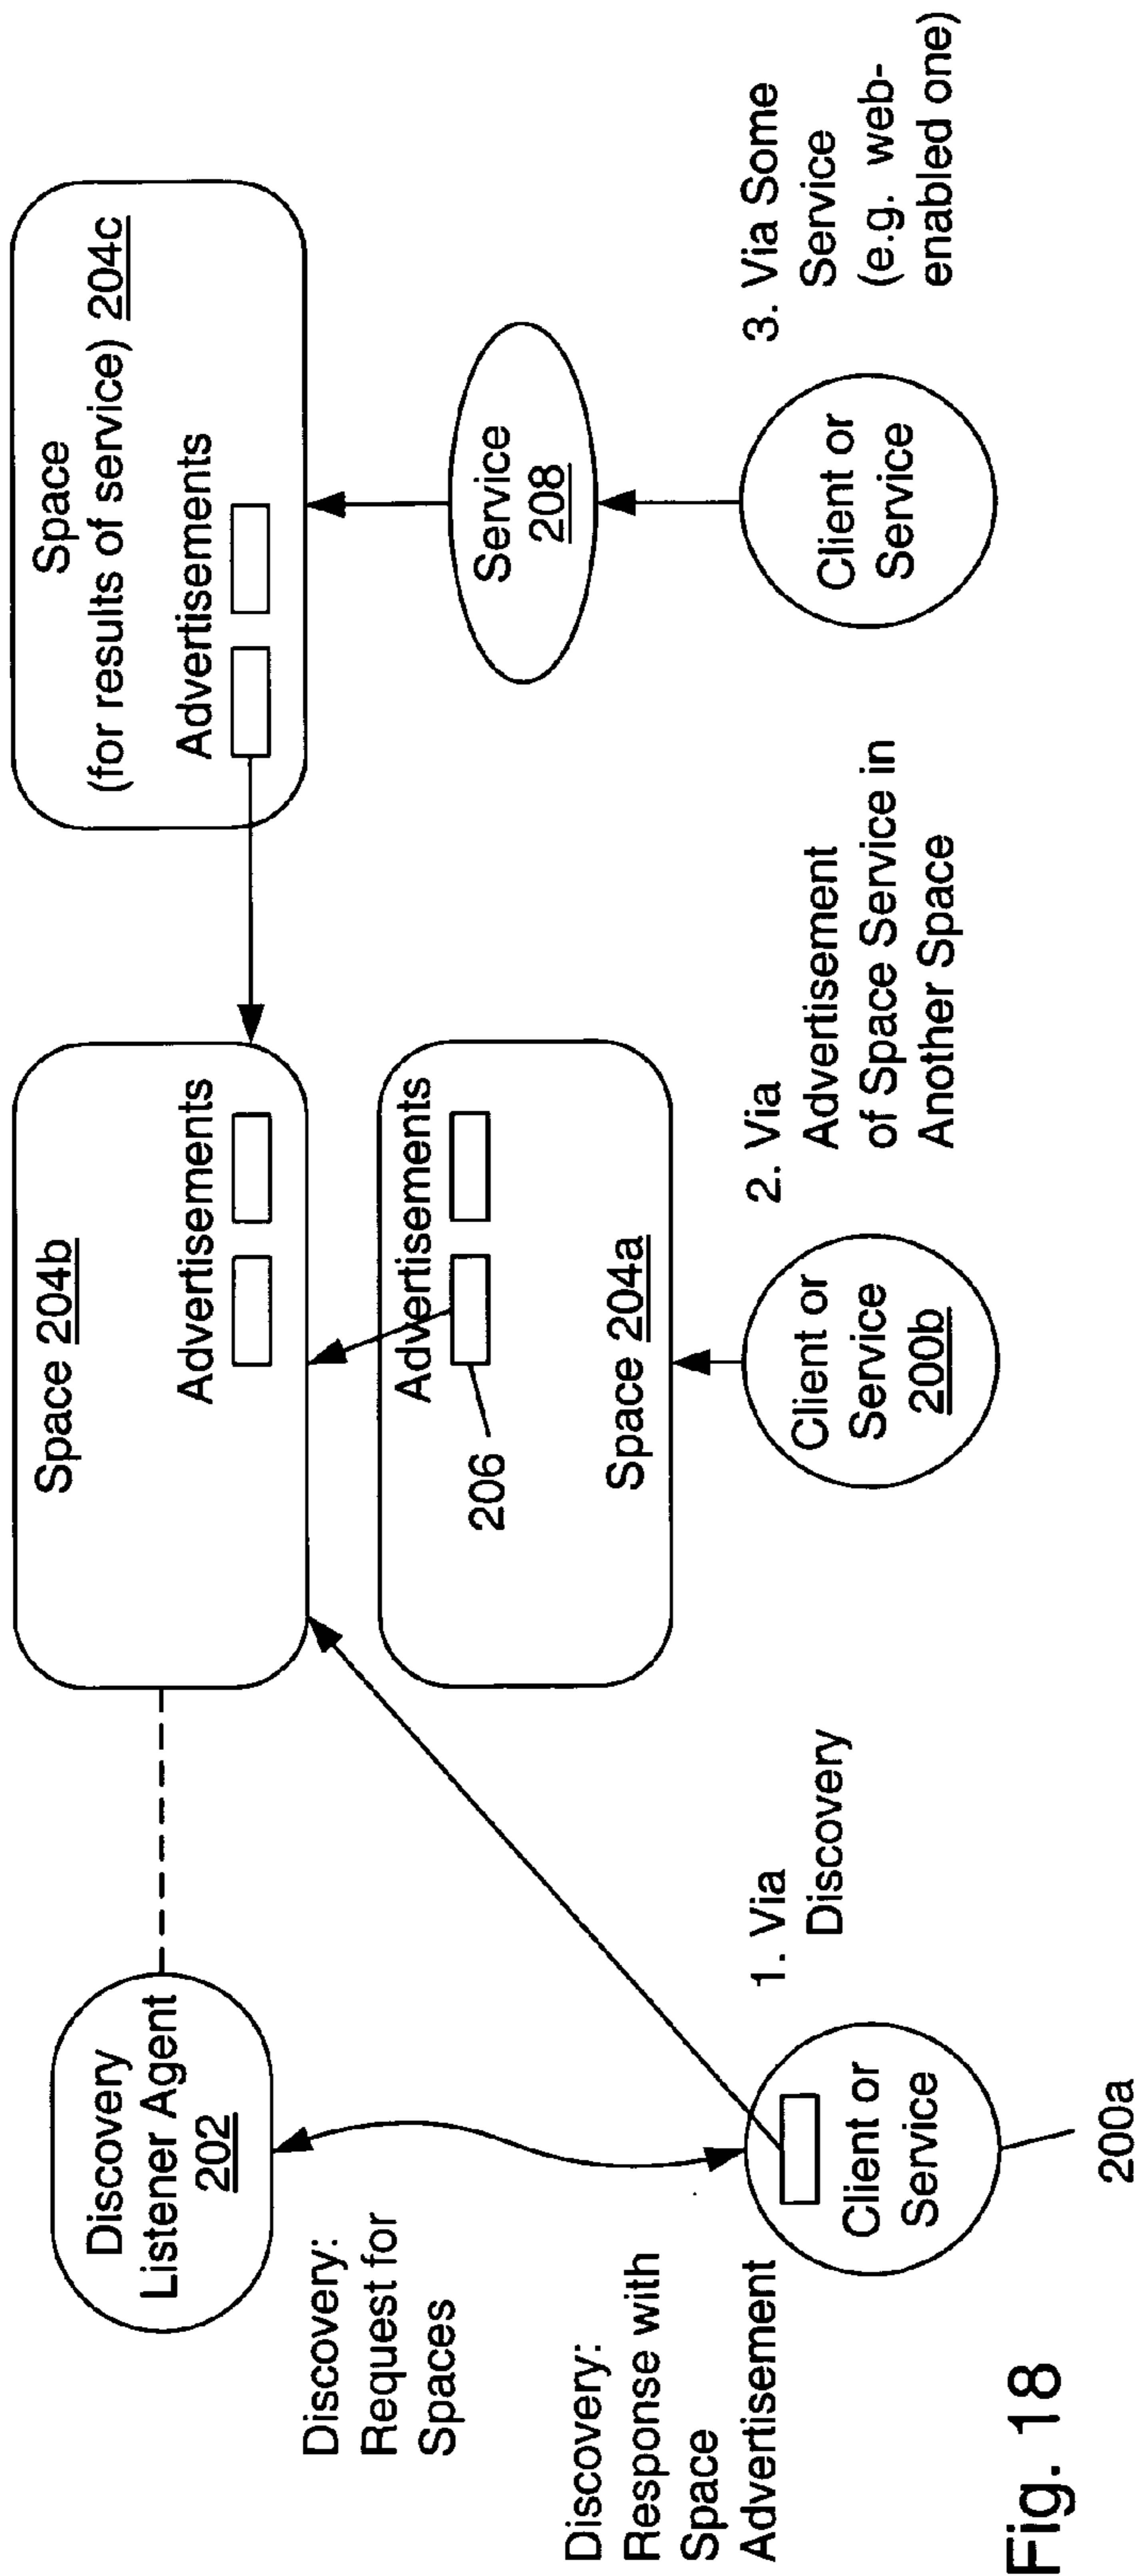 Discovery
Listener Agent
202
Discovery:
Request for
Spaces
Discovery:
Response with
Space
Advertisement
Client or
Service
200a
1. Via
Discovery
Space 204b
Advertisements
Advertisements
206
Space 204a
Client or
Service
200b
2. Via
Advertisement
of Space Service in
Another Space
Space
(for results of service) 204c
Advertisements
Service
208
Client or
Service
3. Via Some
Service
(e.g. web-
enabled one)
Fig. 18